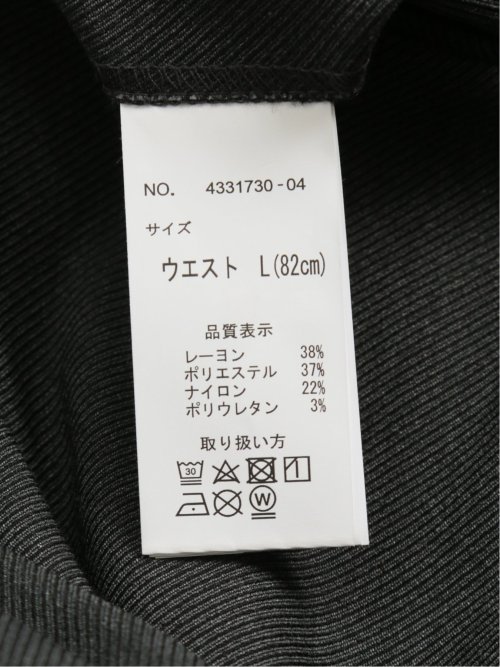 NO. 4331730-04
サイズ
ウエスト L(82cm)
品質表示
レーヨン 38%
ポリエステル 37%
ナイロン 22%
ポリウレタン 3%
取り扱い方
30
W